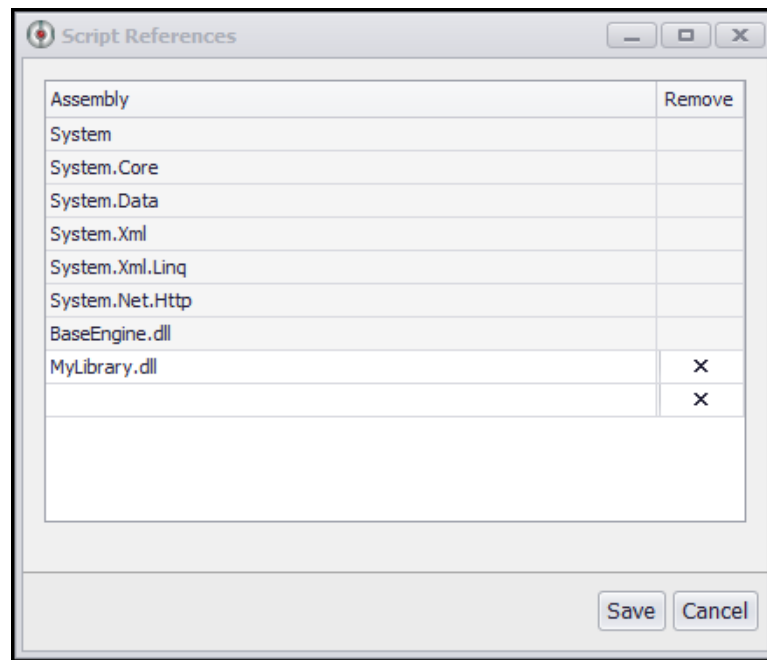 Script References
Assembly Remove
System
System.Core
System.Data
System.Xml
System.Xml.Linq
System.Net.Http
BaseEngine.dll
MyLibrary.dll
Save Cancel